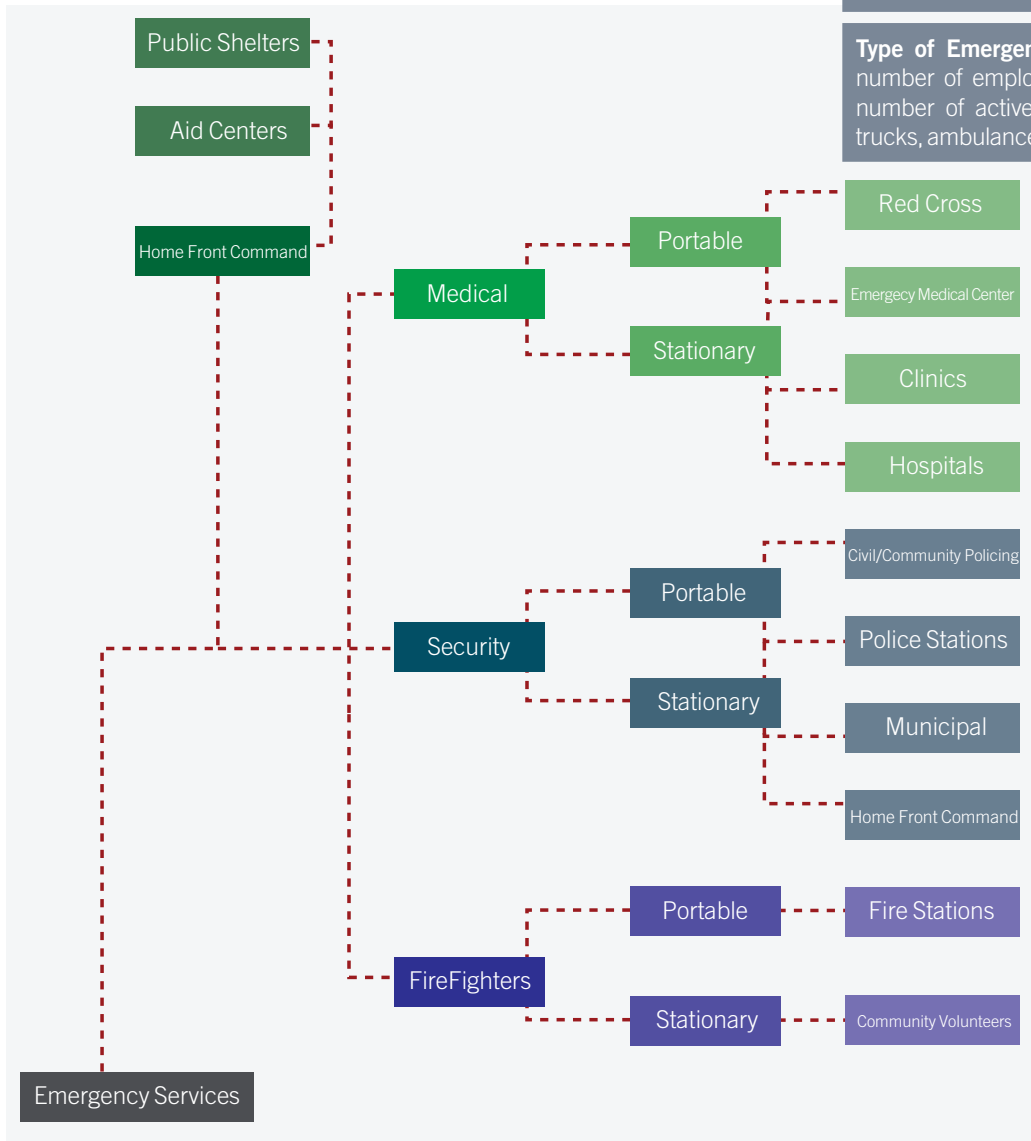 Public Shelters
Aid Centers
Home Front Command
Type of Emergen
number of emplo
number of active
trucks, ambulance
Medical
Portable
Stationary
Red Cross
Emergecy Medical Center
Clinics
Hospitals
Security
Portable
Stationary
Civil/Community Policing
Police Stations
Municipal
Home Front Command
FireFighters
Portable
Stationary
Fire Stations
Community Volunteers
Emergency Services